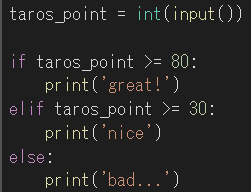 taros_point = int(input())

if taros_point >= 80:
    print('great!')
elif taros_point >= 30:
    print('nice')
else:
    print('bad...')